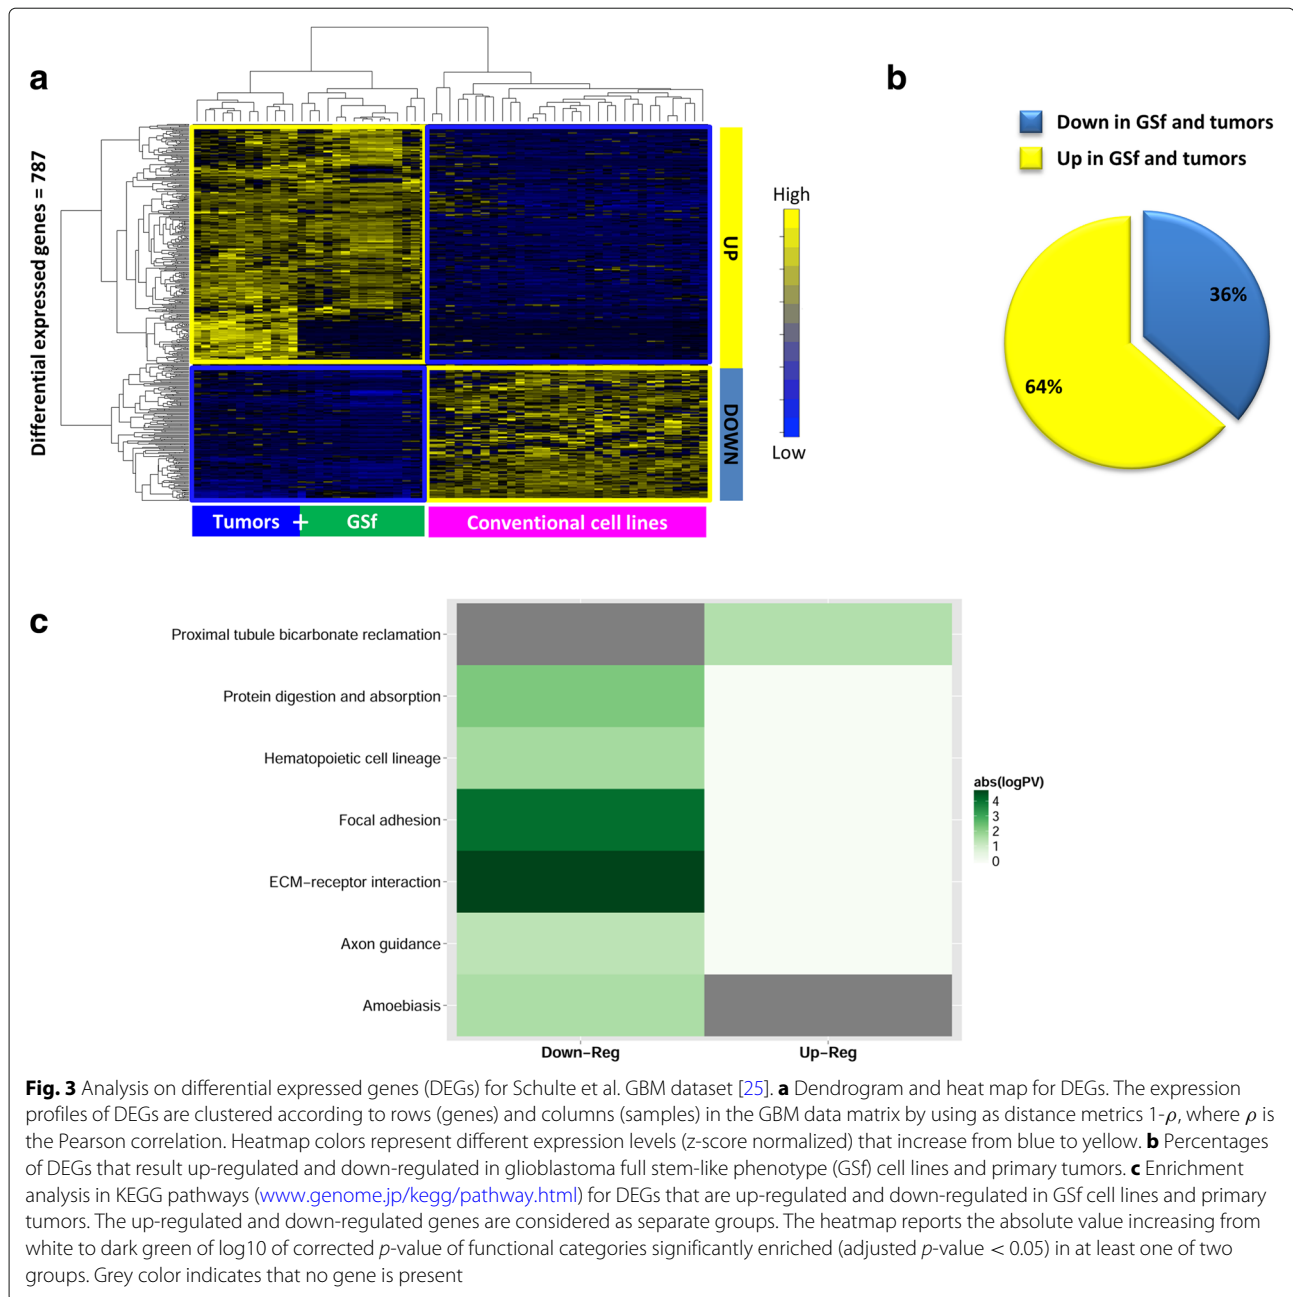 a
b
Differential expressed genes = 787
UP
DOWN
High
Low
Tumors + GSf
Conventional cell lines
Down in GSf and tumors
Up in GSf and tumors
36%
64%
c
Proximal tubule bicarbonate reclamation
Protein digestion and absorption
Hematopoietic cell lineage
Focal adhesion
ECM−receptor interaction
Axon guidance
Amoebiasis
Down−Reg
Up−Reg
abs(logPV)
4
3
2
1
0
Fig. 3 Analysis on differential expressed genes (DEGs) for Schulte et al. GBM dataset [25]. a Dendrogram and heat map for DEGs. The expression
profiles of DEGs are clustered according to rows (genes) and columns (samples) in the GBM data matrix by using as distance metrics 1-ρ, where ρ is
the Pearson correlation. Heatmap colors represent different expression levels (z-score normalized) that increase from blue to yellow. b Percentages
of DEGs that result up-regulated and down-regulated in glioblastoma full stem-like phenotype (GSf) cell lines and primary tumors. c Enrichment
analysis in KEGG pathways (www.genome.jp/kegg/pathway.html) for DEGs that are up-regulated and down-regulated in GSf cell lines and primary
tumors. The up-regulated and down-regulated genes are considered as separate groups. The heatmap reports the absolute value increasing from
white to dark green of log10 of corrected p-value of functional categories significantly enriched (adjusted p-value < 0.05) in at least one of two
groups. Grey color indicates that no gene is present